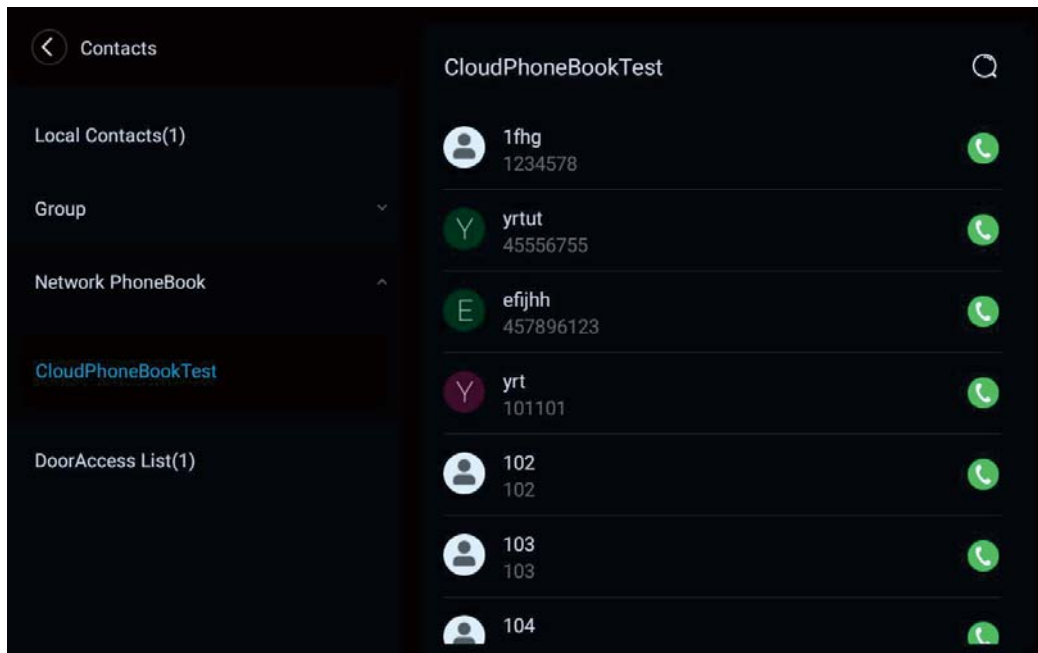 Contacts
Local Contacts(1)
Group
Network PhoneBook
CloudPhoneBookTest
DoorAccess List(1)
CloudPhoneBookTest
1fhg
1234578
Y
yrtut
45556755
E
efijhh
457896123
Y
yrt
101101
102
102
103
103
104